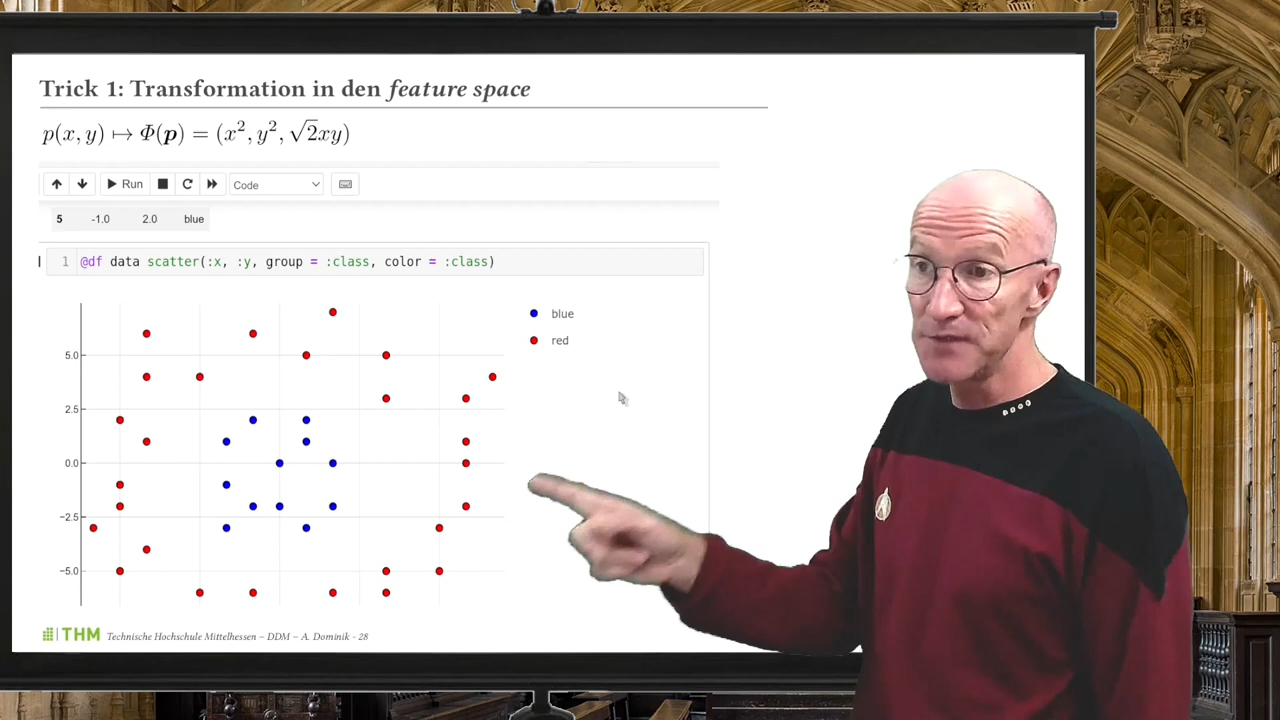 Trick 1: Transformation in den feature space
p(x, y) ↦ Φ(p) = (x², y², √2xy)
Run Code
5 -1.0 2.0 blue
1 @df data scatter(:x, :y, group = :class, color = :class)
blue
red
5.0
2.5
0.0
−2.5
−5.0
THM Technische Hochschule Mittelhessen – DDM – A. Dominik - 28